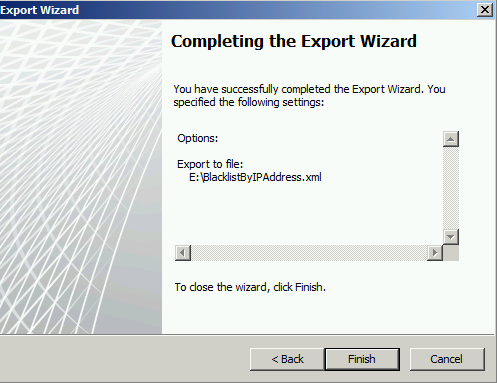 Export Wizard
Completing the Export Wizard
You have successfully completed the Export Wizard. You
specified the following settings:
Options:
Export to file:
E:\BlacklistByIPAddress.xml
To close the wizard, click Finish.
< Back
Finish
Cancel